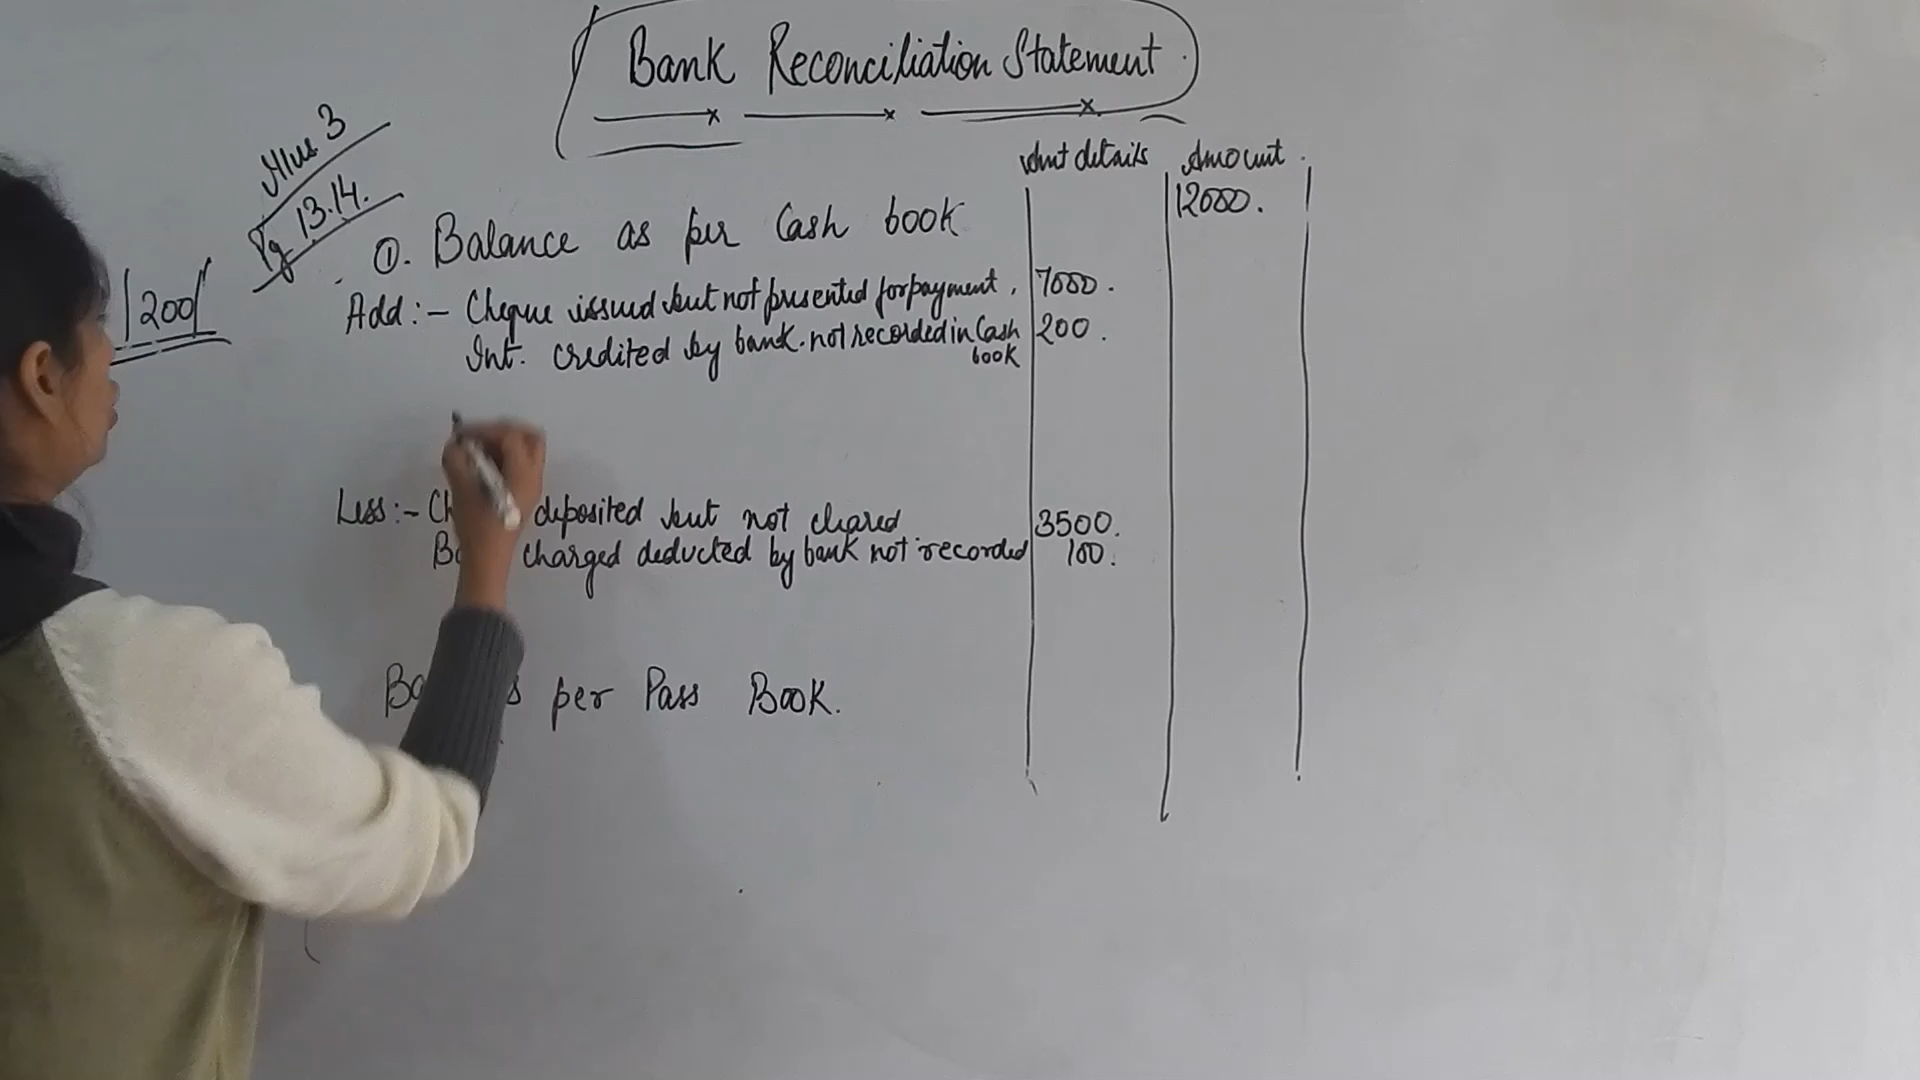 Bank Reconciliation Statement
Illus 3
Pg 13.14.
Amt details Amount
①. Balance as per Cash book 12000.
Add:- Cheque issued but not presented for payment. 7000.
Int. credited by bank. not recorded in Cash book 200.
200
Less:- deposited but not cleared 3500.
charged deducted by bank not recorded 100.
per Pass Book.